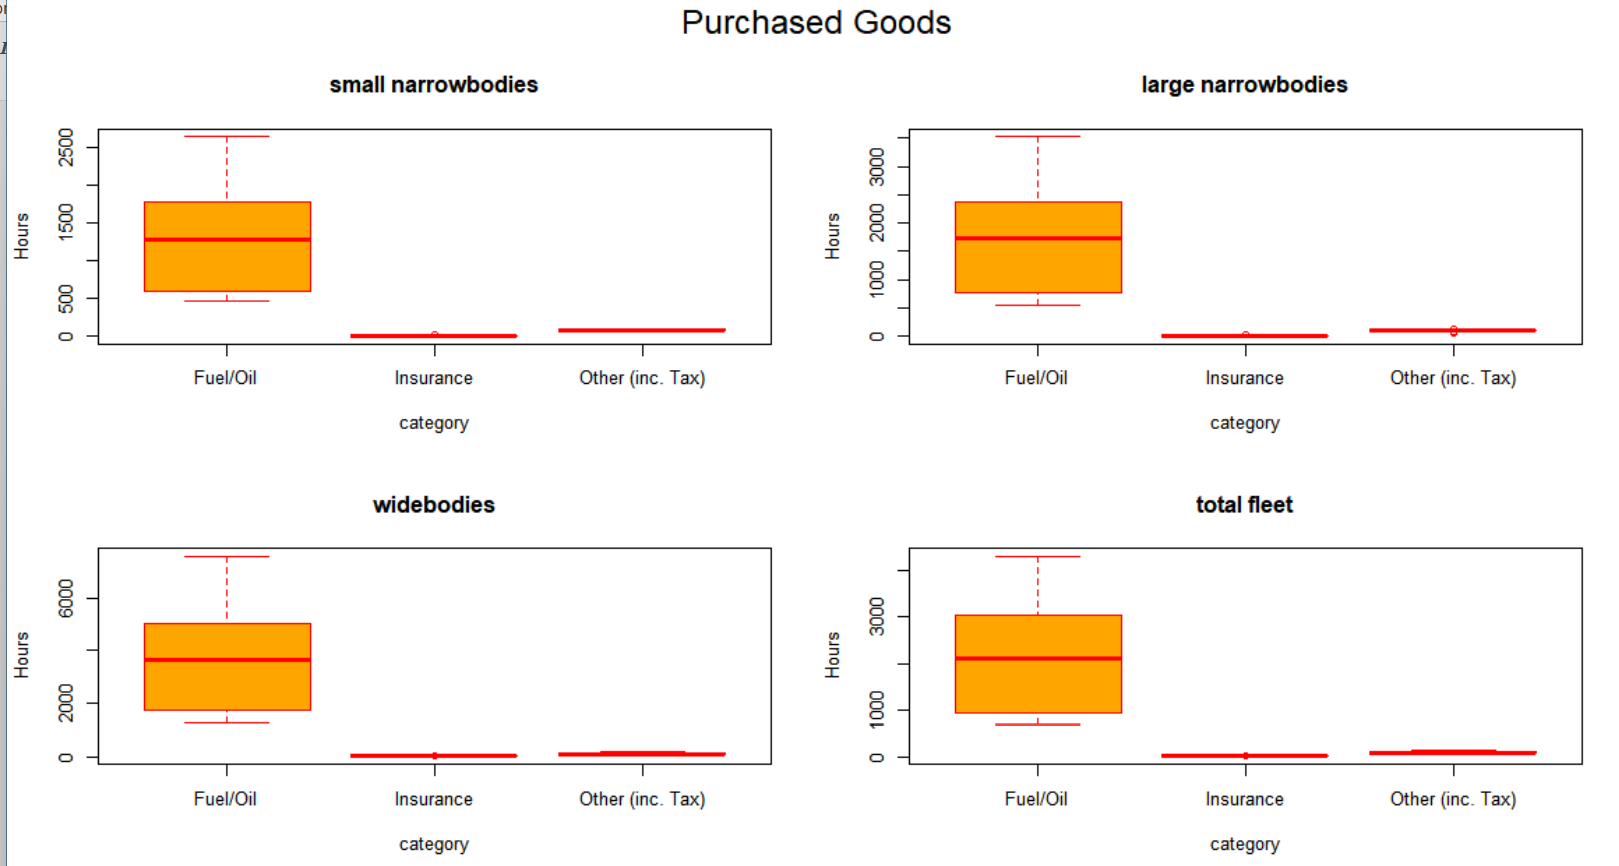 Purchased Goods
small narrowbodies
2500
1500
500
0
Hours
Fuel/Oil Insurance Other (inc. Tax)
category
large narrowbodies
3000
2000
1000
0
Hours
Fuel/Oil Insurance Other (inc. Tax)
category
widebodies
6000
2000
0
Hours
Fuel/Oil Insurance Other (inc. Tax)
category
total fleet
3000
1000
0
Hours
Fuel/Oil Insurance Other (inc. Tax)
category